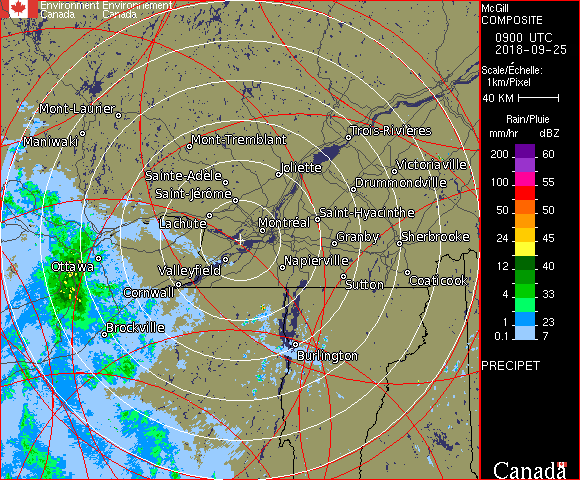 Environment Environnement
Canada Canada
McGill
COMPOSITE
0900 UTC
2018-09-25
Scale/Échelle:
1km/Pixel
40 KM
Rain/Pluie
mm/hr dBZ
200 60
100 55
50 50
24 45
12 40
4 33
2 23
0.1 7
PRECIPET
Canada
Mont-Laurier
Maniwaki
Mont-Tremblant
Trois-Rivières
Joliette
Victoriaville
Sainte-Adèle
Drummondville
Saint-Jérôme
Lachute
Saint-Hyacinthe
Montréal
Granby
Sherbrooke
Ottawa
Valleyfield
Napierville
Sutton
Coaticook
Cornwall
Brockville
Burlington